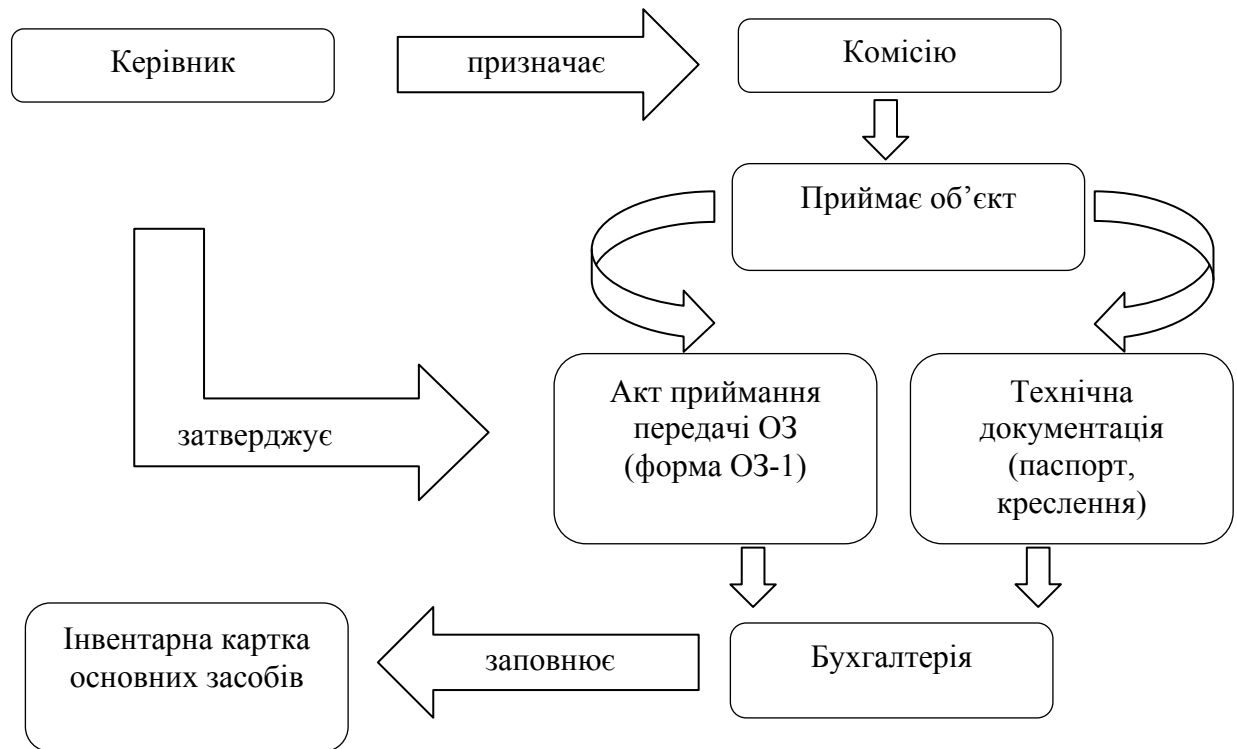 Керівник
призначає
Комісію
Приймає об’єкт
затверджує
Акт приймання
передачі ОЗ
(форма ОЗ-1)
Технічна
документація
(паспорт,
креслення)
Інвентарна картка
основних засобів
заповнює
Бухгалтерія